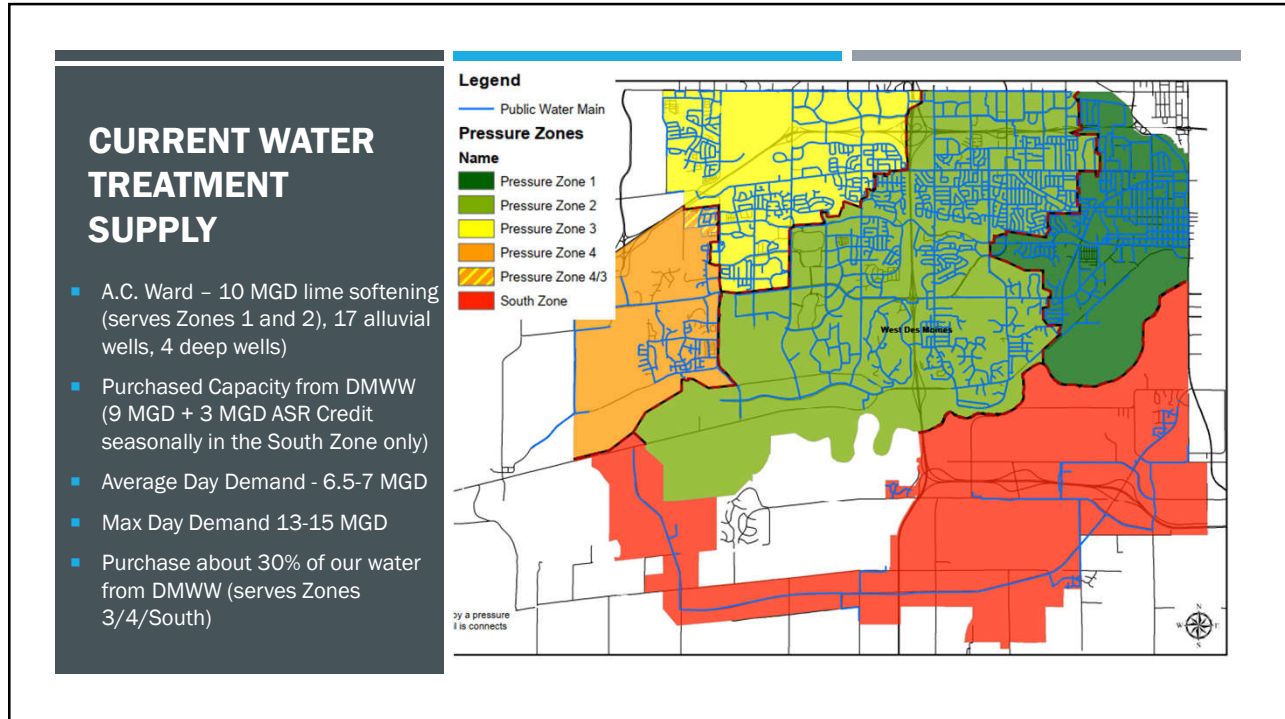 CURRENT WATER
TREATMENT
SUPPLY
A.C. Ward – 10 MGD lime softening
(serves Zones 1 and 2), 17 alluvial
wells, 4 deep wells)
Purchased Capacity from DMWW
(9 MGD + 3 MGD ASR Credit
seasonally in the South Zone only)
Average Day Demand - 6.5-7 MGD
Max Day Demand 13-15 MGD
Purchase about 30% of our water
from DMWW (serves Zones
3/4/South)
Legend
Public Water Main
Pressure Zones
Name
Pressure Zone 1
Pressure Zone 2
Pressure Zone 3
Pressure Zone 4
Pressure Zone 4/3
South Zone
West Des Moines
by a pressure
is connects
N
W E
S